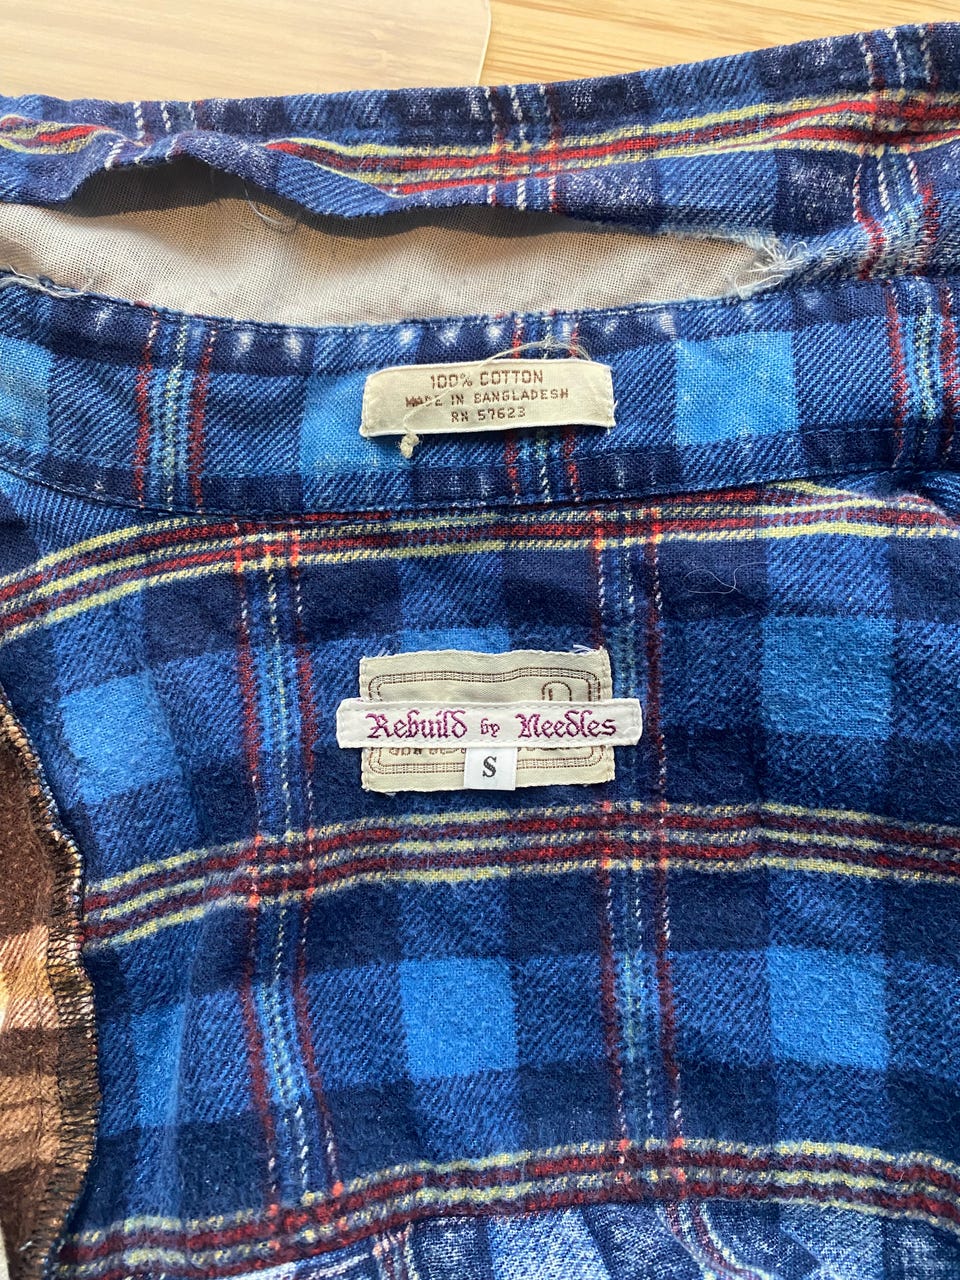 100% COTTON
MADE IN BANGLADESH
RN 57623
Rebuild by Needles
S